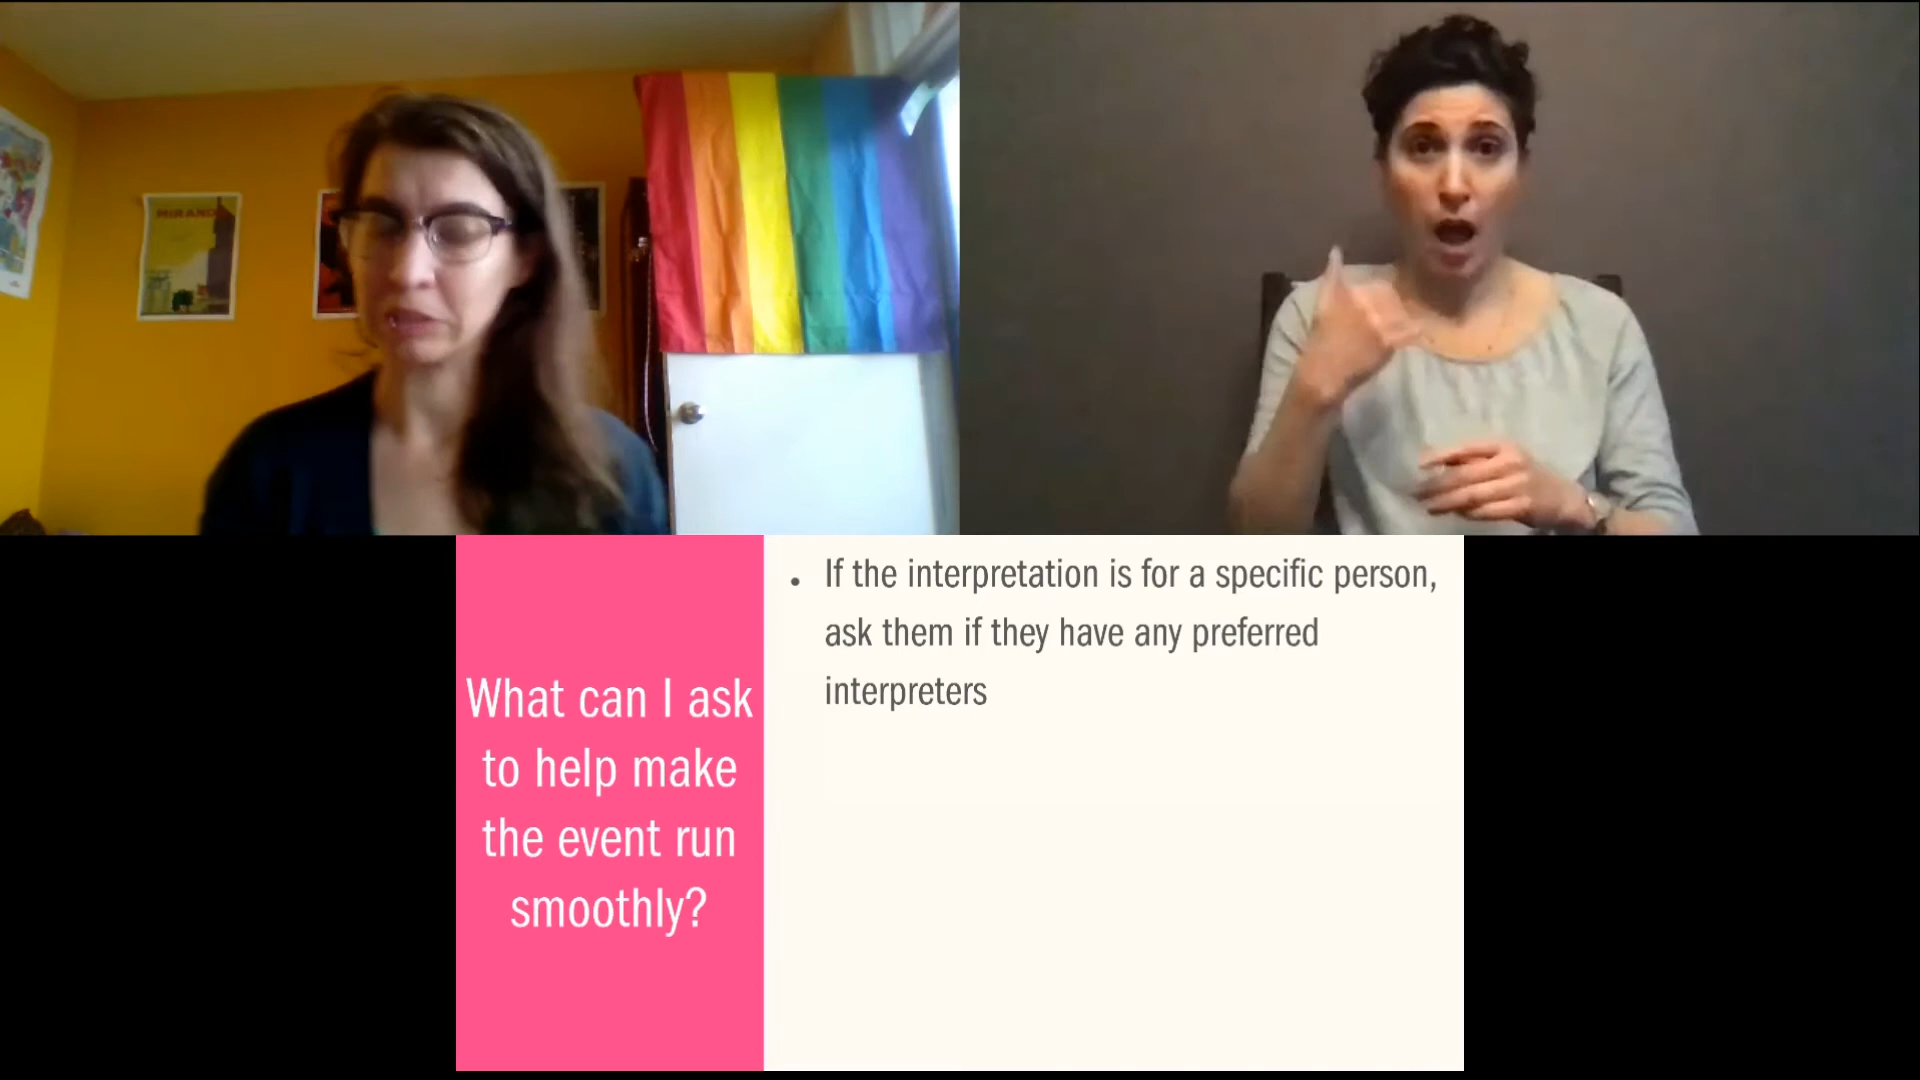 What can I ask
to help make
the event run
smoothly?
• If the interpretation is for a specific person,
ask them if they have any preferred
interpreters